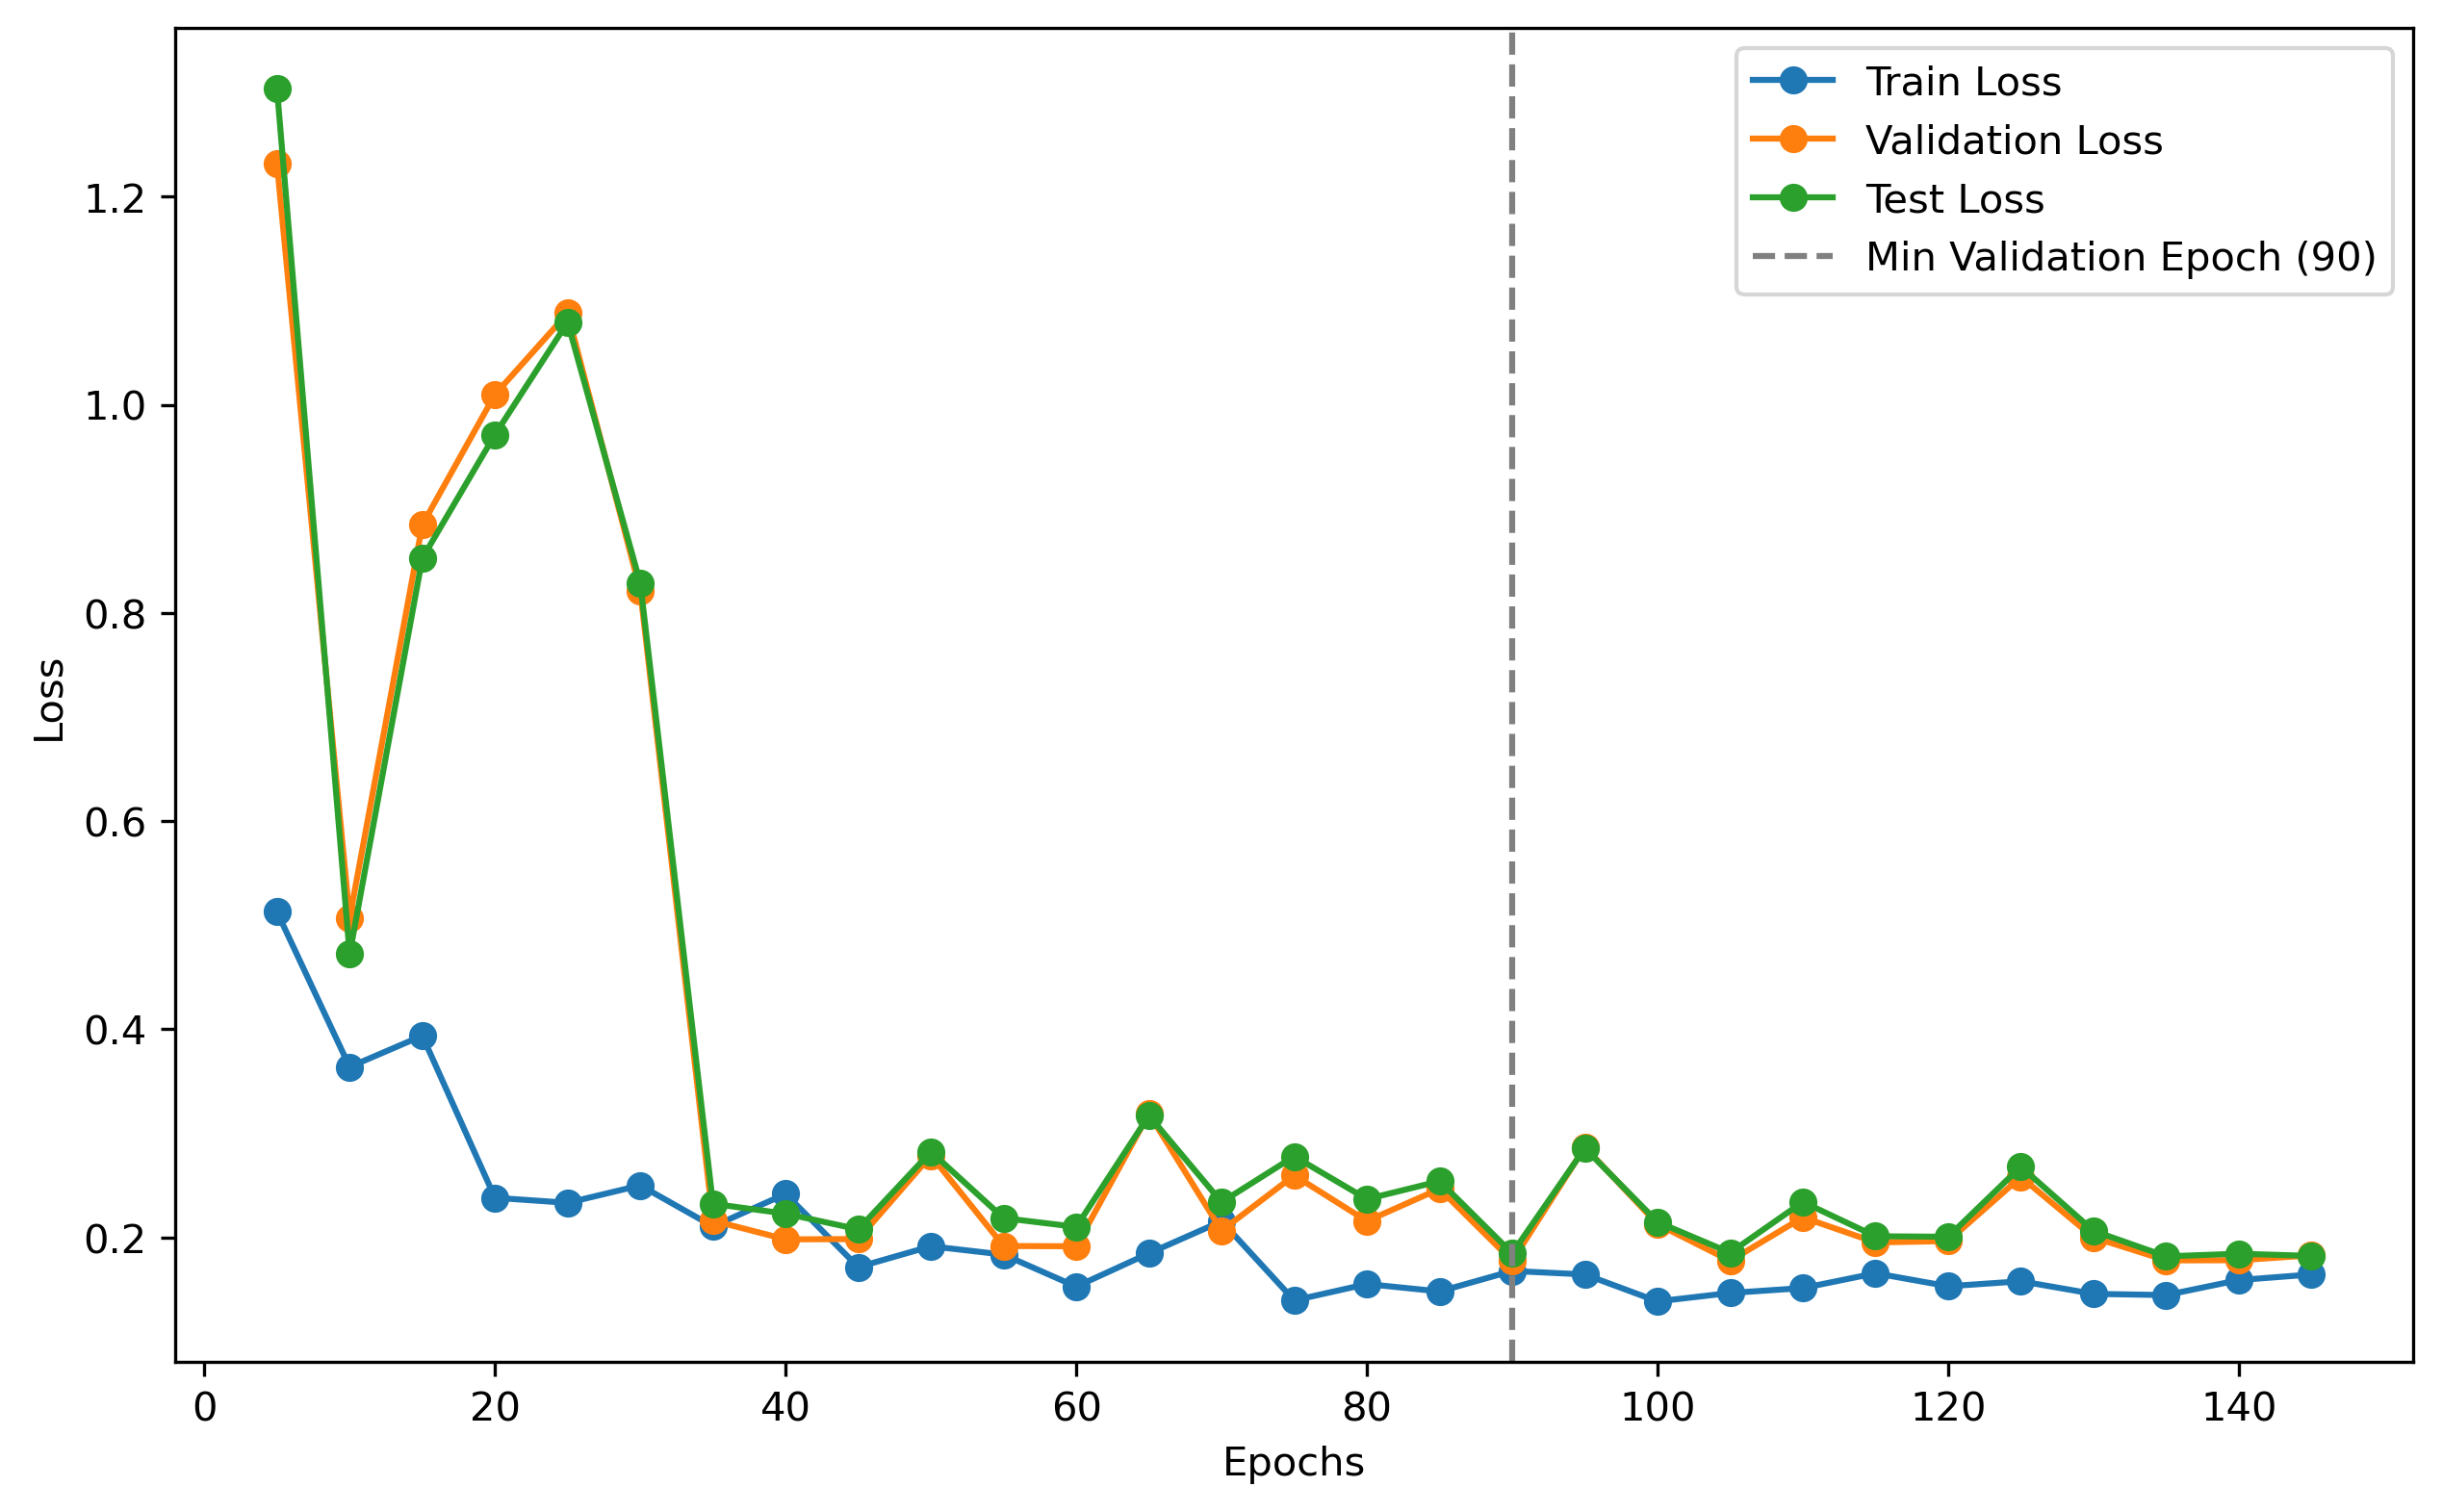 Train Loss
Validation Loss
Test Loss
Min Validation Epoch (90)
1.2
1.0
0.8
0.6
0.4
0.2
Loss
0 20 40 60 80 100 120 140
Epochs